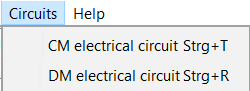 Circuits Help
CM electrical circuit Strg+T
DM electrical circuit Strg+R